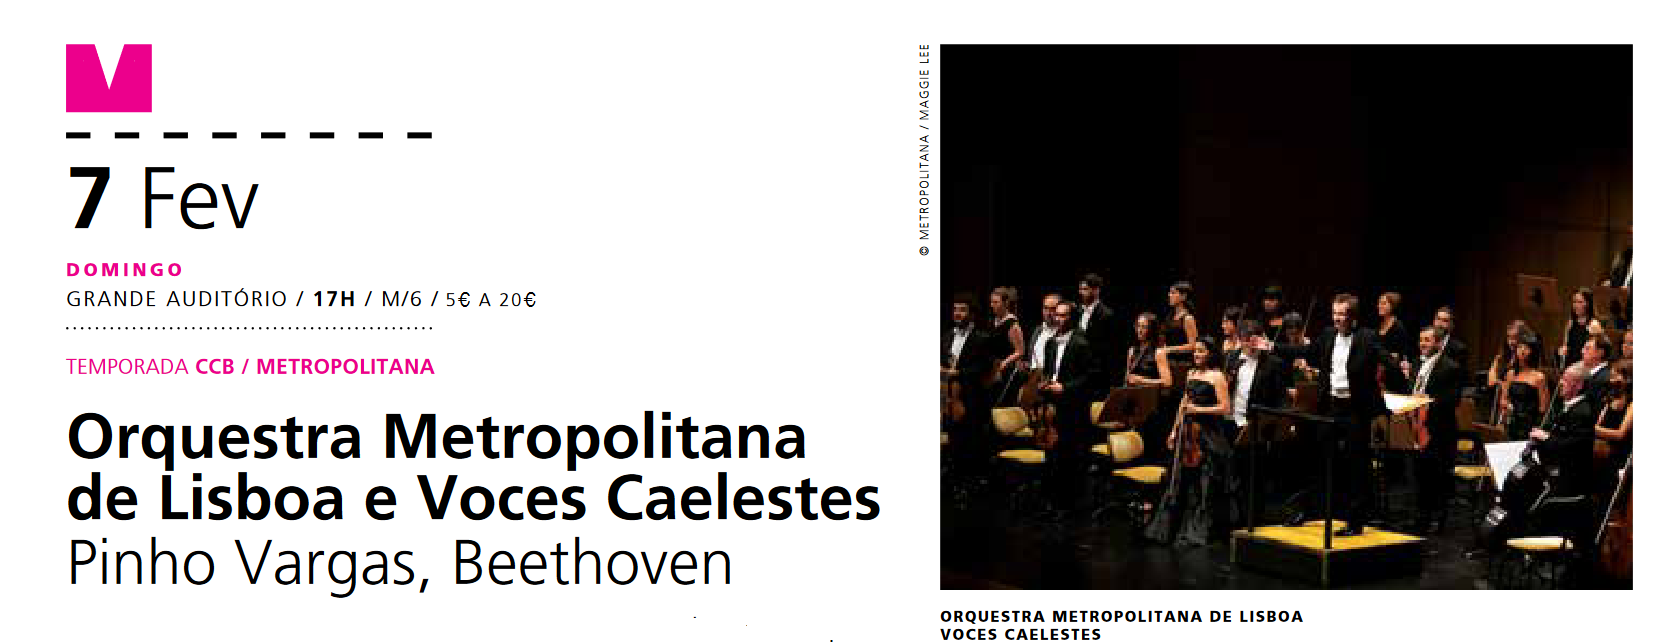 7 Fev
DOMINGO
GRANDE AUDITÓRIO / 17H / M/6 / 5€ A 20€
TEMPORADA CCB / METROPOLITANA
Orquestra Metropolitana
de Lisboa e Voces Caelestes
Pinho Vargas, Beethoven
© METROPOLITANA / MAGGIE LEE
ORQUESTRA METROPOLITANA DE LISBOA
VOCES CAELESTES